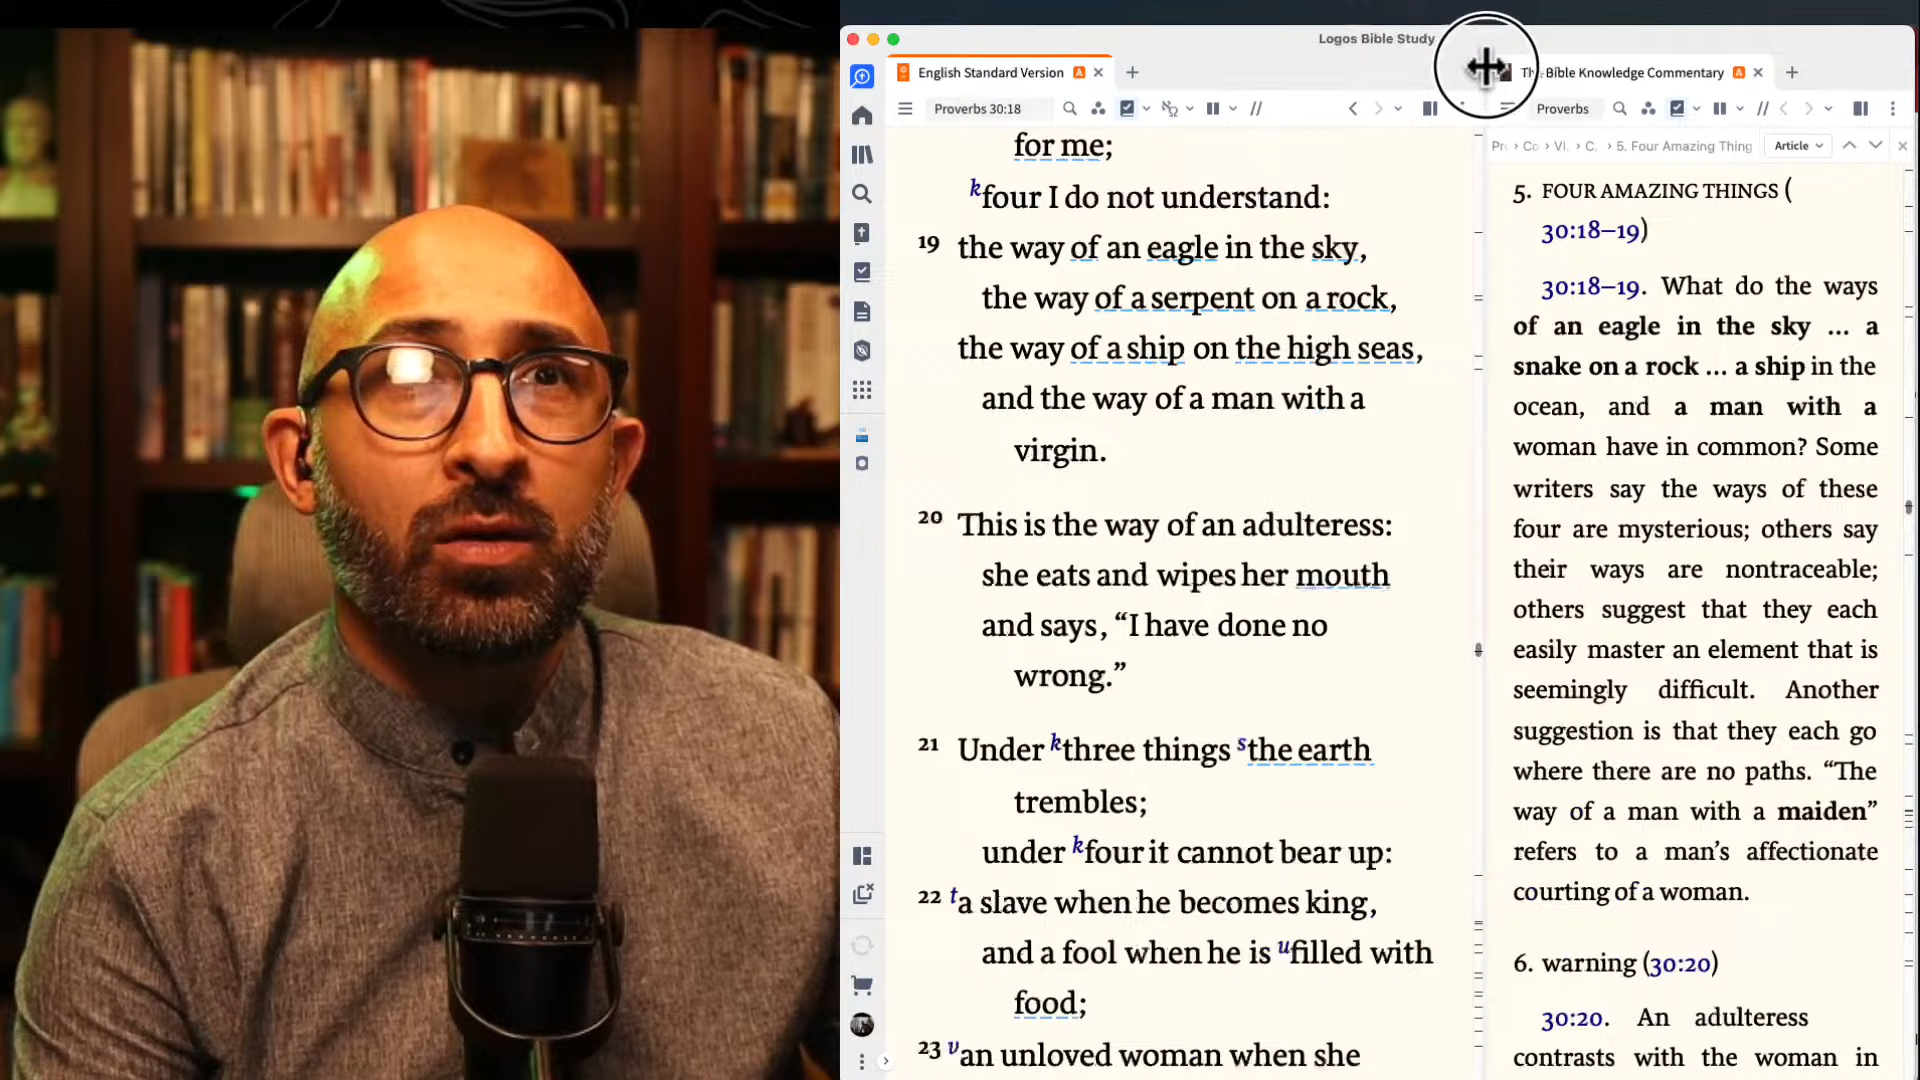 Logos Bible Study
English Standard Version A
Bible Knowledge Commentary A
Proverbs 30:18
Proverbs
5. Four Amazing Thing
Article
for me;
k four I do not understand:
19 the way of an eagle in the sky,
the way of a serpent on a rock,
the way of a ship on the high seas,
and the way of a man with a
virgin.
20 This is the way of an adulteress:
she eats and wipes her mouth
and says, “I have done no
wrong.”
21 Under k three things s the earth
trembles;
under k four it cannot bear up:
22 t a slave when he becomes king,
and a fool when he is u filled with
food;
23 v an unloved woman when she
5. FOUR AMAZING THINGS (
30:18–19)
30:18–19. What do the ways
of an eagle in the sky … a
snake on a rock … a ship in the
ocean, and a man with a
woman have in common? Some
writers say the ways of these
four are mysterious; others say
their ways are nontraceable;
others suggest that they each
easily master an element that is
seemingly difficult. Another
suggestion is that they each go
where there are no paths. “The
way of a man with a maiden”
refers to a man’s affectionate
courting of a woman.
6. warning (30:20)
30:20. An adulteress
contrasts with the woman in